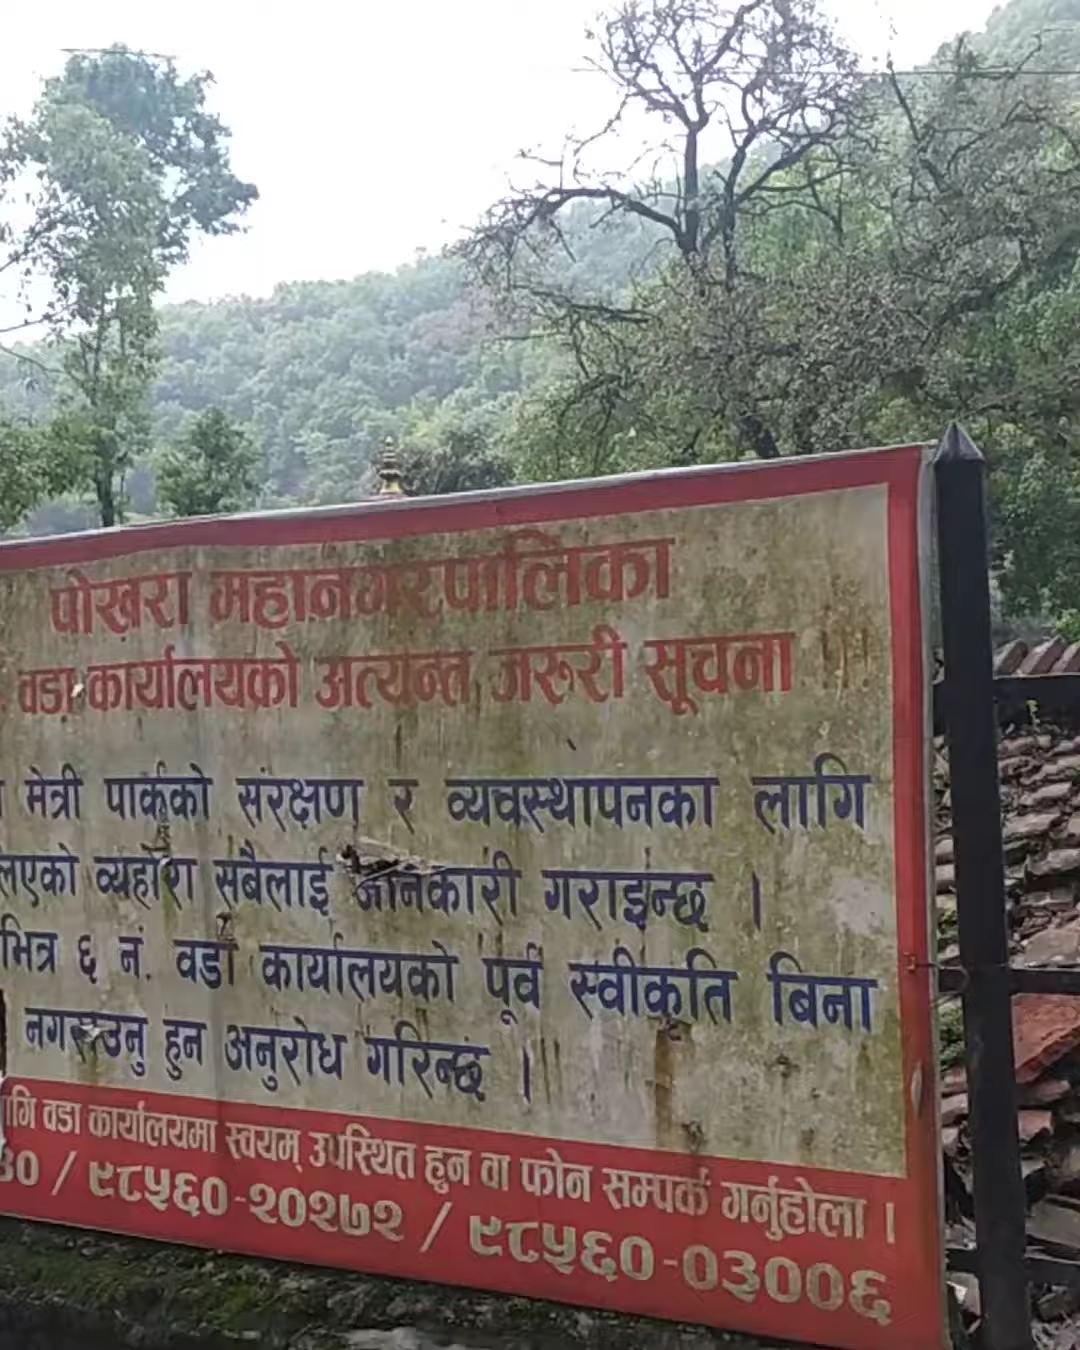 पोखरा महानगरपालिका
वडा कार्यालयको अत्यन्त जरूरी सूचना
मेत्री पार्कको संरक्षण र व्यवस्थापनका लागि
व्यहोरा सबैलाई जानकारी गराइन्छ ।
भित्र ६ नं. वडा कार्यालयको पूर्व स्वीकृति बिना
नगराउनु हुन अनुरोध गरिन्छ ।
वडा कार्यालयमा स्वयम् उपस्थित हुन वा फोन सम्पर्क गर्नुहोला ।
/ ९८५६०-२०२७२ / ९८५६०-०३००६